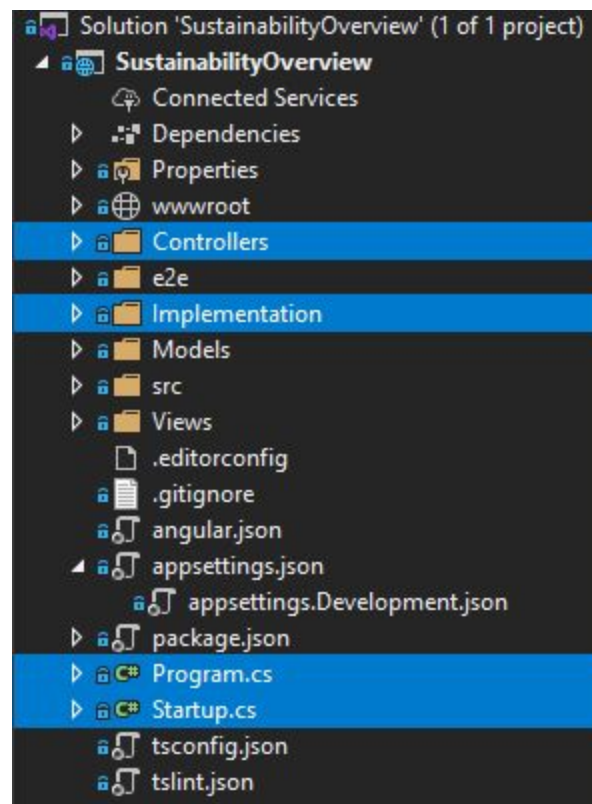 Solution 'SustainabilityOverview' (1 of 1 project)
SustainabilityOverview
Connected Services
Dependencies
Properties
wwwroot
Controllers
e2e
Implementation
Models
src
Views
.editorconfig
.gitignore
angular.json
appsettings.json
appsettings.Development.json
package.json
C# Program.cs
C# Startup.cs
tsconfig.json
tslint.json